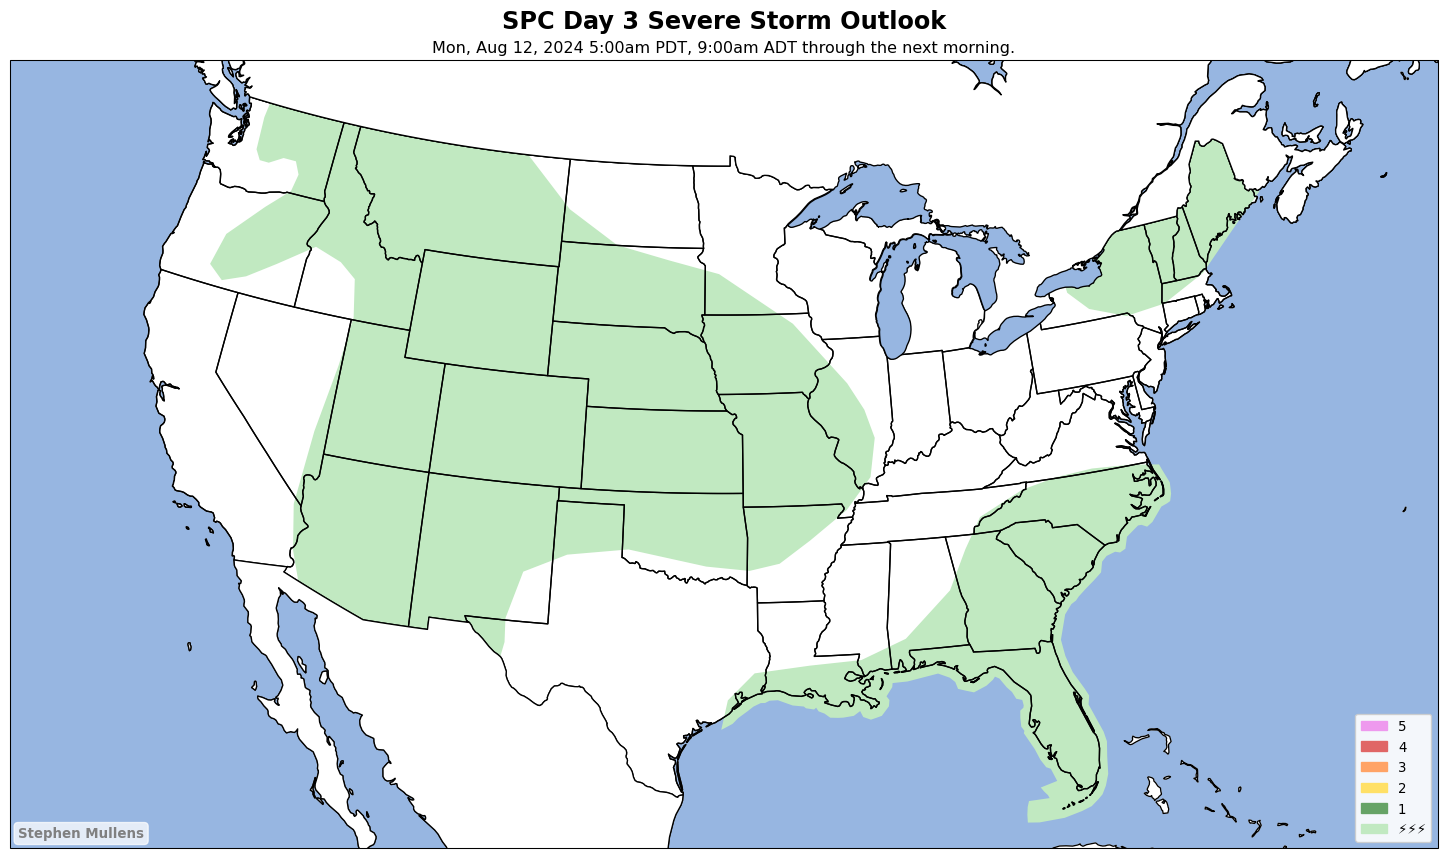 SPC Day 3 Severe Storm Outlook
Mon, Aug 12, 2024 5:00am PDT, 9:00am ADT through the next morning.
5
4
3
2
1
⚡⚡⚡
Stephen Mullens